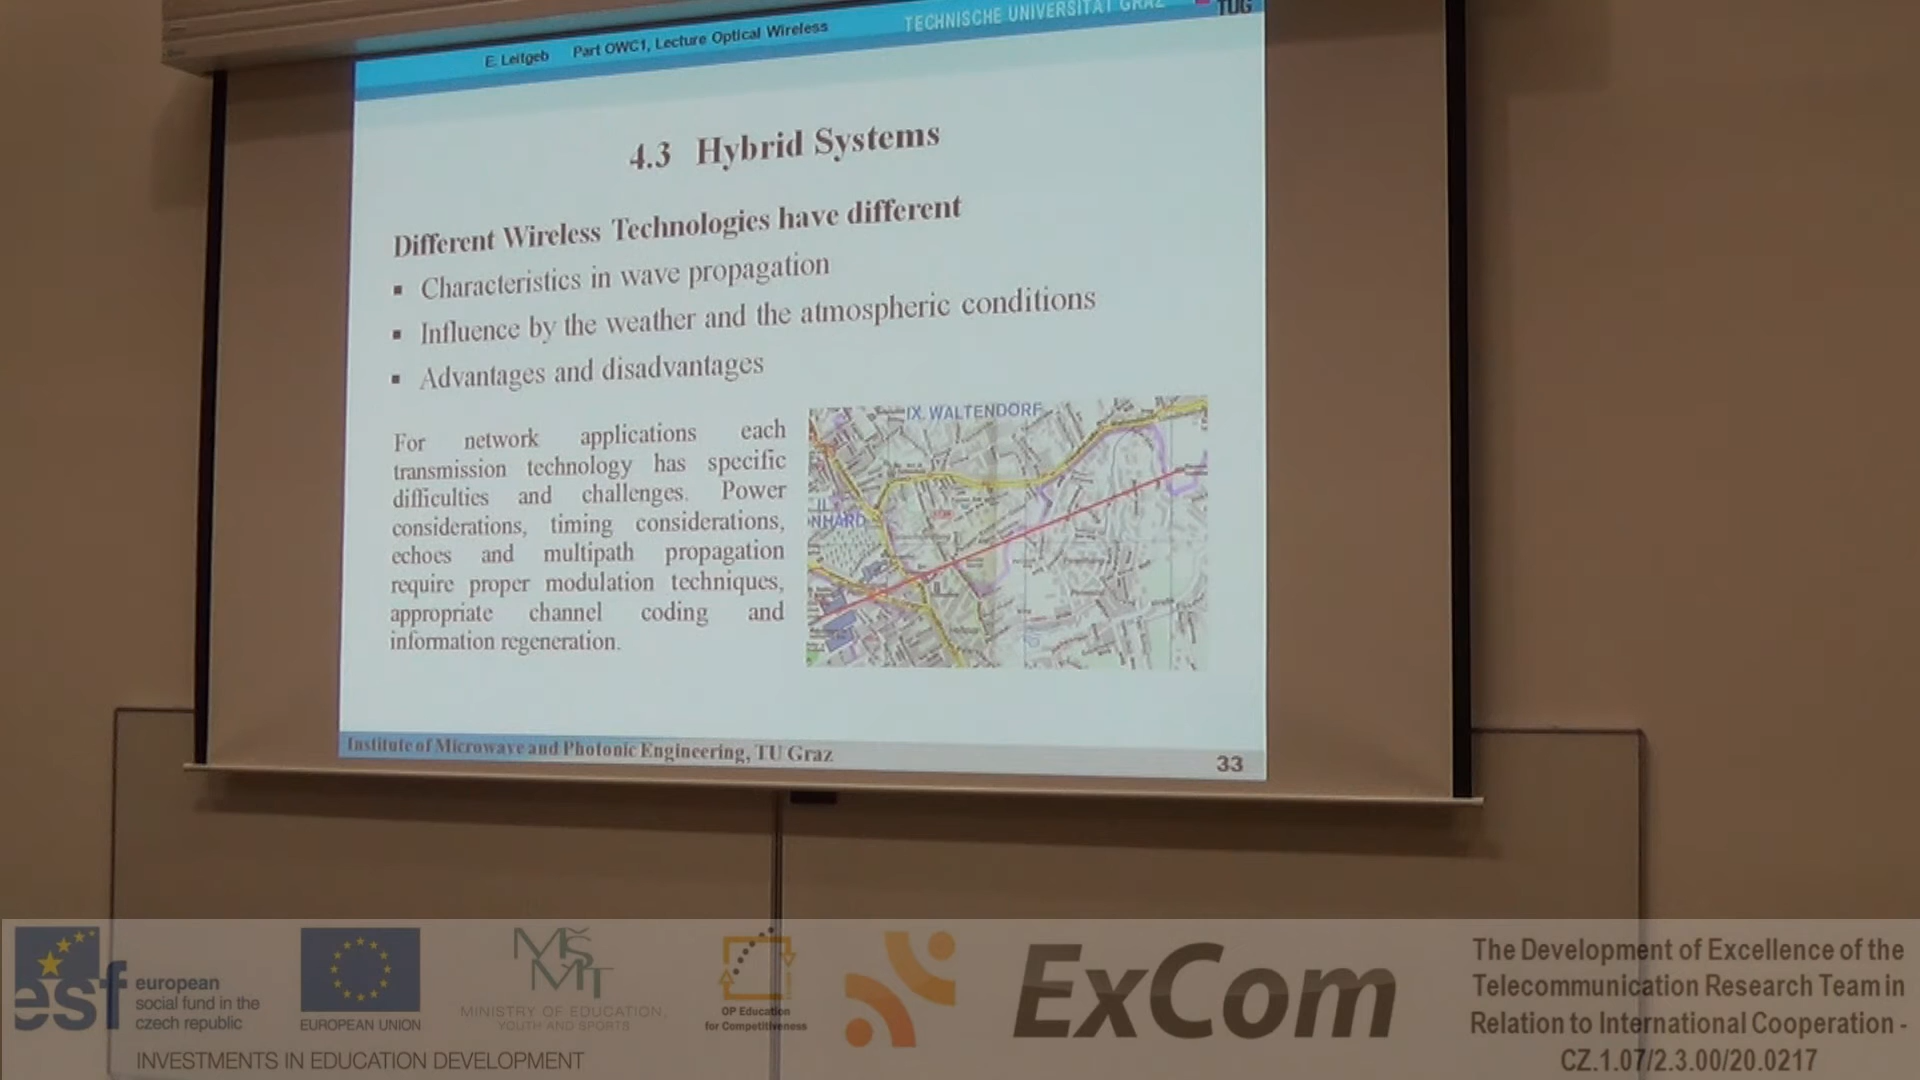 E. Leitgeb Part OWC1, Lecture Optical Wireless
TECHNISCHE UNIVERSITÄT GRAZ
TUG
4.3 Hybrid Systems
Different Wireless Technologies have different
▪ Characteristics in wave propagation
▪ Influence by the weather and the atmospheric conditions
▪ Advantages and disadvantages
For network applications each
transmission technology has specific
difficulties and challenges. Power
considerations, timing considerations,
echoes and multipath propagation
require proper modulation techniques,
appropriate channel coding and
information regeneration.
IX. WALTENDORF
Institute of Microwave and Photonic Engineering, TU Graz
33
esf
european
social fund in the
czech republic
EUROPEAN UNION
MŠMT
MINISTRY OF EDUCATION,
YOUTH AND SPORTS
OP Education
for Competitiveness
INVESTMENTS IN EDUCATION DEVELOPMENT
ExCom
The Development of Excellence of the
Telecommunication Research Team in
Relation to International Cooperation -
CZ.1.07/2.3.00/20.0217